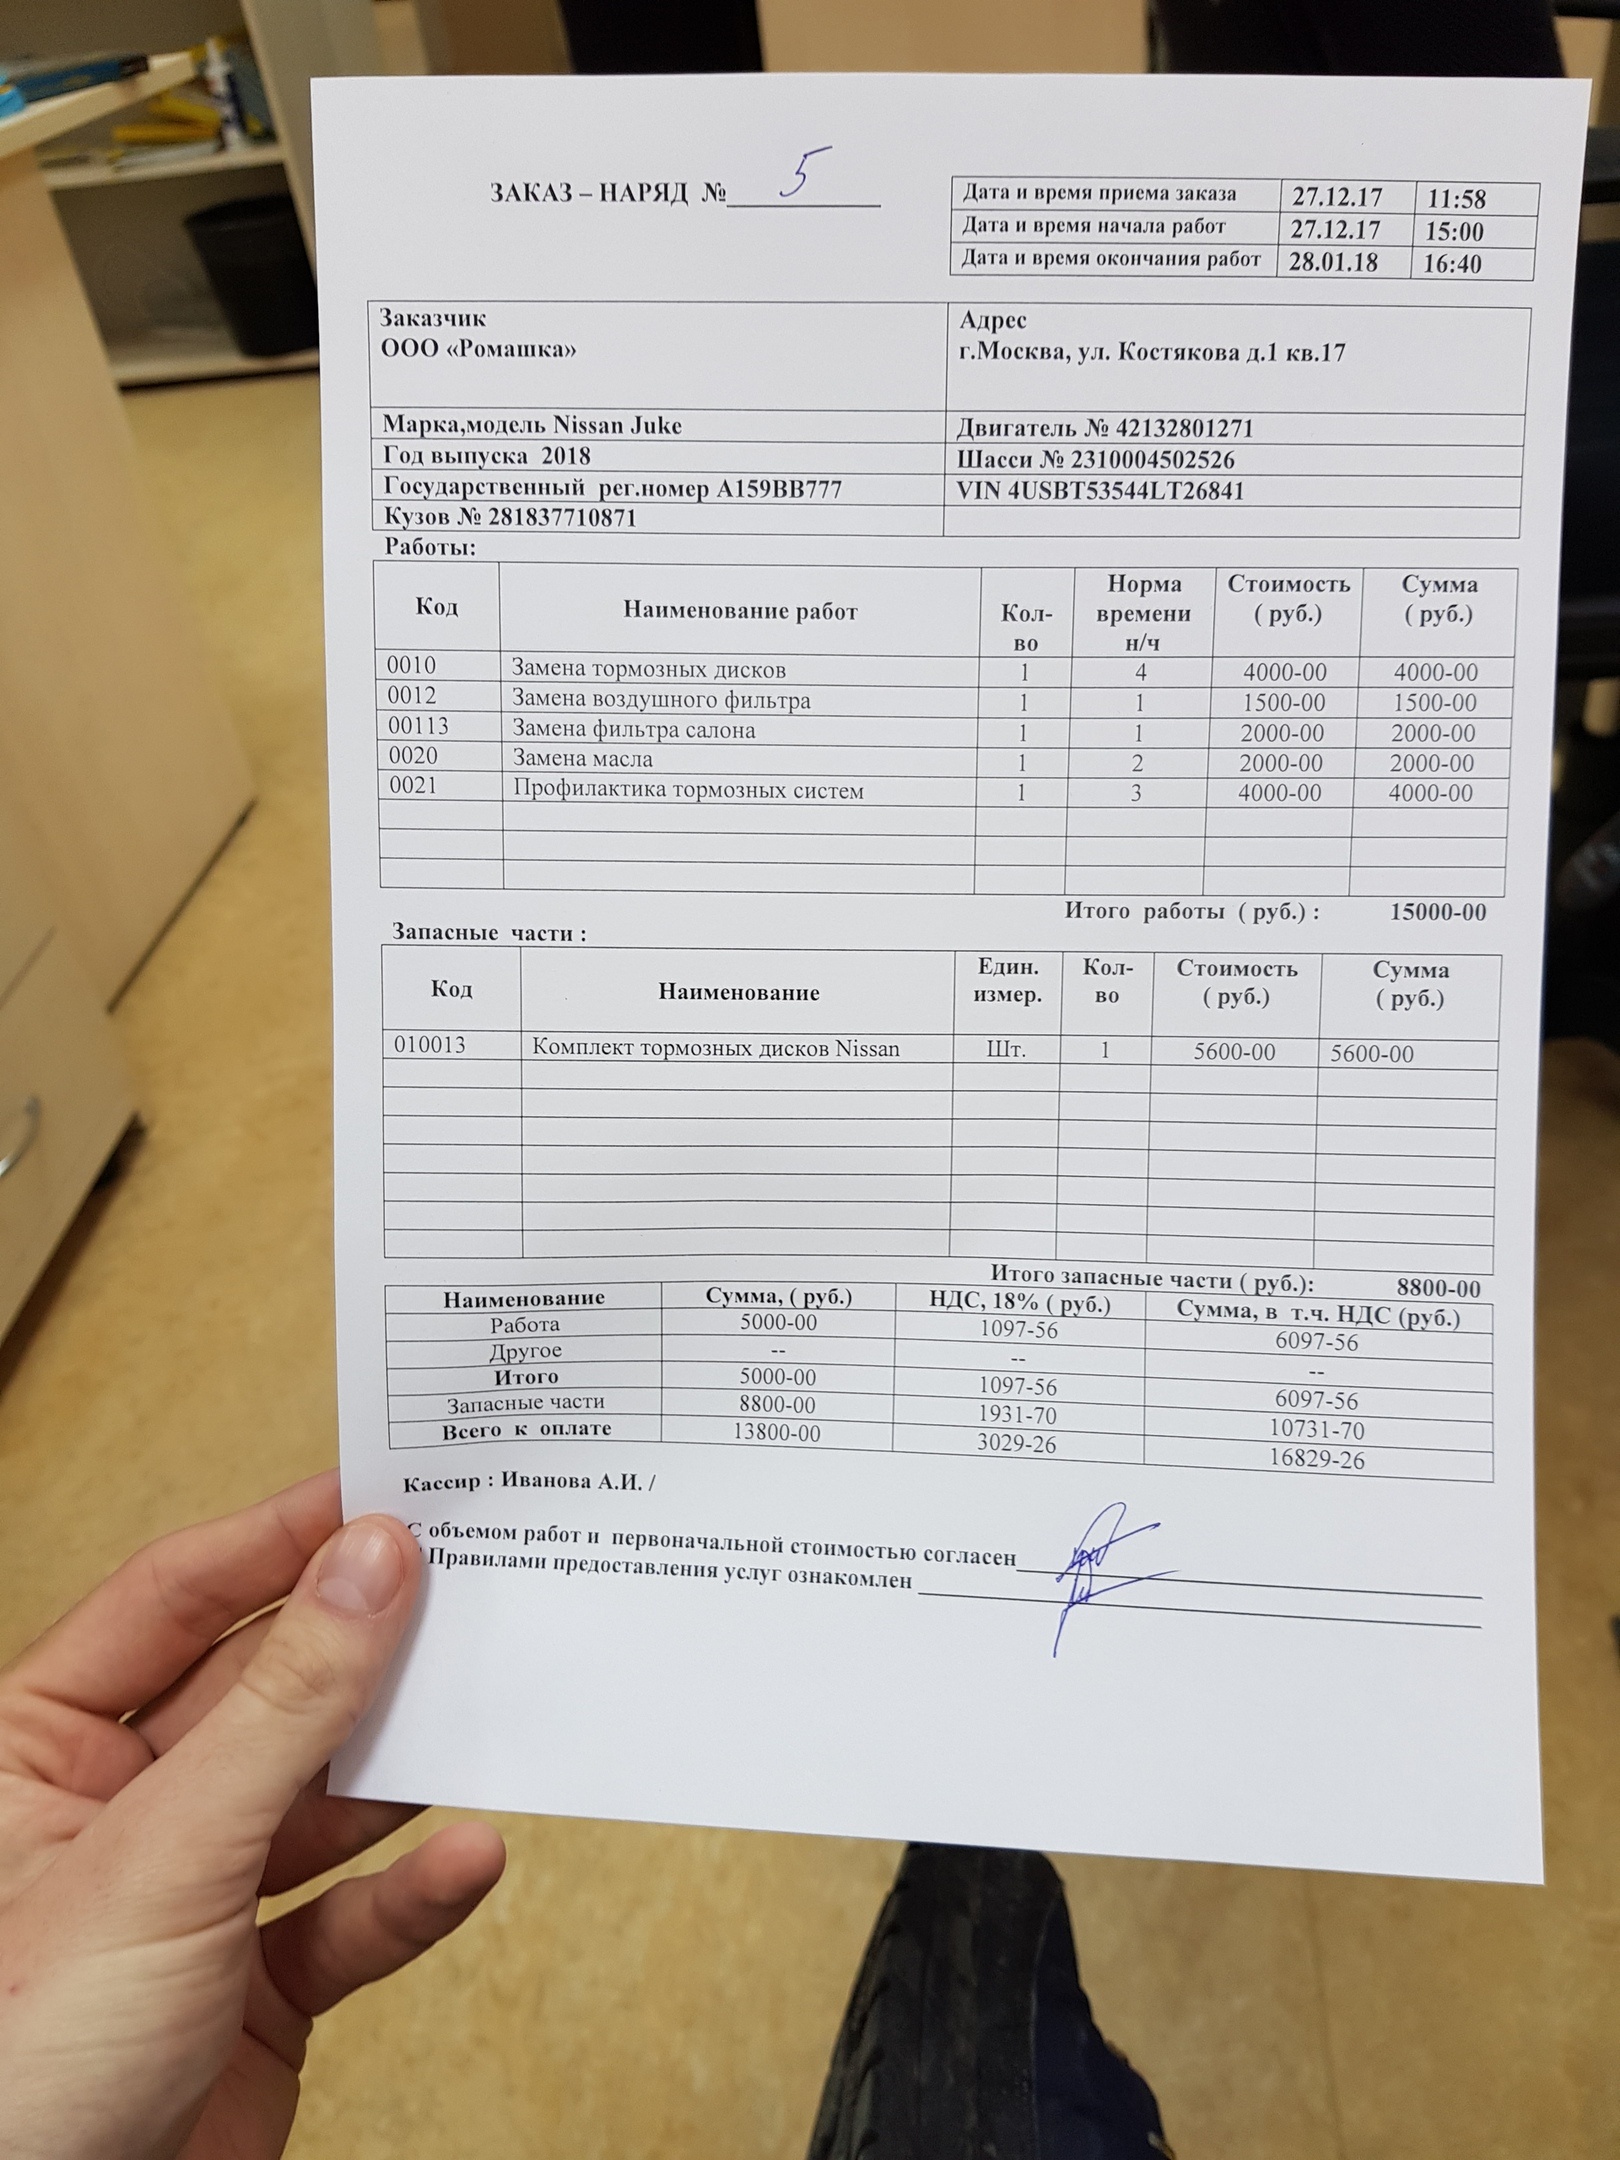 ЗАКАЗ – НАРЯД № 5
Дата и время приема заказа 27.12.17 11:58
Дата и время начала работ 27.12.17 15:00
Дата и время окончания работ 28.01.18 16:40
Заказчик Адрес
ООО «Ромашка» г.Москва, ул. Костякова д.1 кв.17
Марка,модель Nissan Juke Двигатель № 42132801271
Год выпуска 2018 Шасси № 2310004502526
Государственный рег.номер А159ВВ777 VIN 4USBT53544LT26841
Кузов № 281837710871
Работы:
Код Наименование работ Кол-во Норма времени н/ч Стоимость ( руб.) Сумма ( руб.)
0010 Замена тормозных дисков 1 4 4000-00 4000-00
0012 Замена воздушного фильтра 1 1 1500-00 1500-00
00113 Замена фильтра салона 1 1 2000-00 2000-00
0020 Замена масла 1 2 2000-00 2000-00
0021 Профилактика тормозных систем 1 3 4000-00 4000-00
Итого работы ( руб.) : 15000-00
Запасные части :
Код Наименование Един. измер. Кол-во Стоимость ( руб.) Сумма ( руб.)
010013 Комплект тормозных дисков Nissan Шт. 1 5600-00 5600-00
Итого запасные части ( руб.): 8800-00
Наименование Сумма, ( руб.) НДС, 18% ( руб.) Сумма, в т.ч. НДС (руб.)
Работа 5000-00 1097-56 6097-56
Другое -- -- --
Итого 5000-00 1097-56 6097-56
Запасные части 8800-00 1931-70 10731-70
Всего к оплате 13800-00 3029-26 16829-26
Кассир : Иванова А.И. /
С объемом работ и первоначальной стоимостью согласен
Правилами предоставления услуг ознакомлен